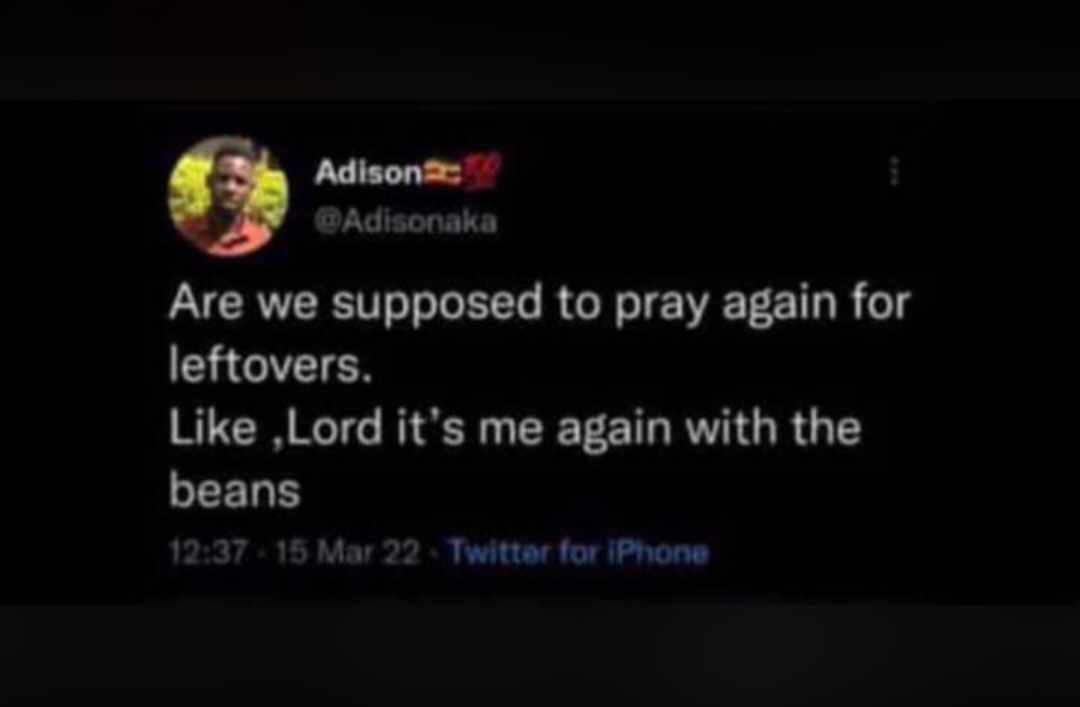 Adison
@Adisonaka
Are we supposed to pray again for
leftovers.
Like ,Lord it's me again with the
beans
12:37 · 15 Mar 22 · Twitter for iPhone